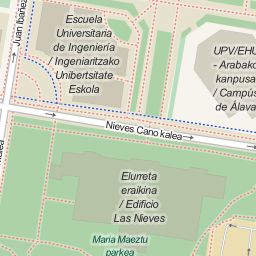 Juan Ibañez
Escuela
Universitaria
de Ingeniería
/ Ingeniaritzako
Unibertsitate
Eskola
UPV/EHU
- Arabako
kanpusa
/ Campus
de Álava
Nieves Cano kalea
Elurreta
eraikina
/ Edificio
Las Nieves
Maria Maeztu
parkea